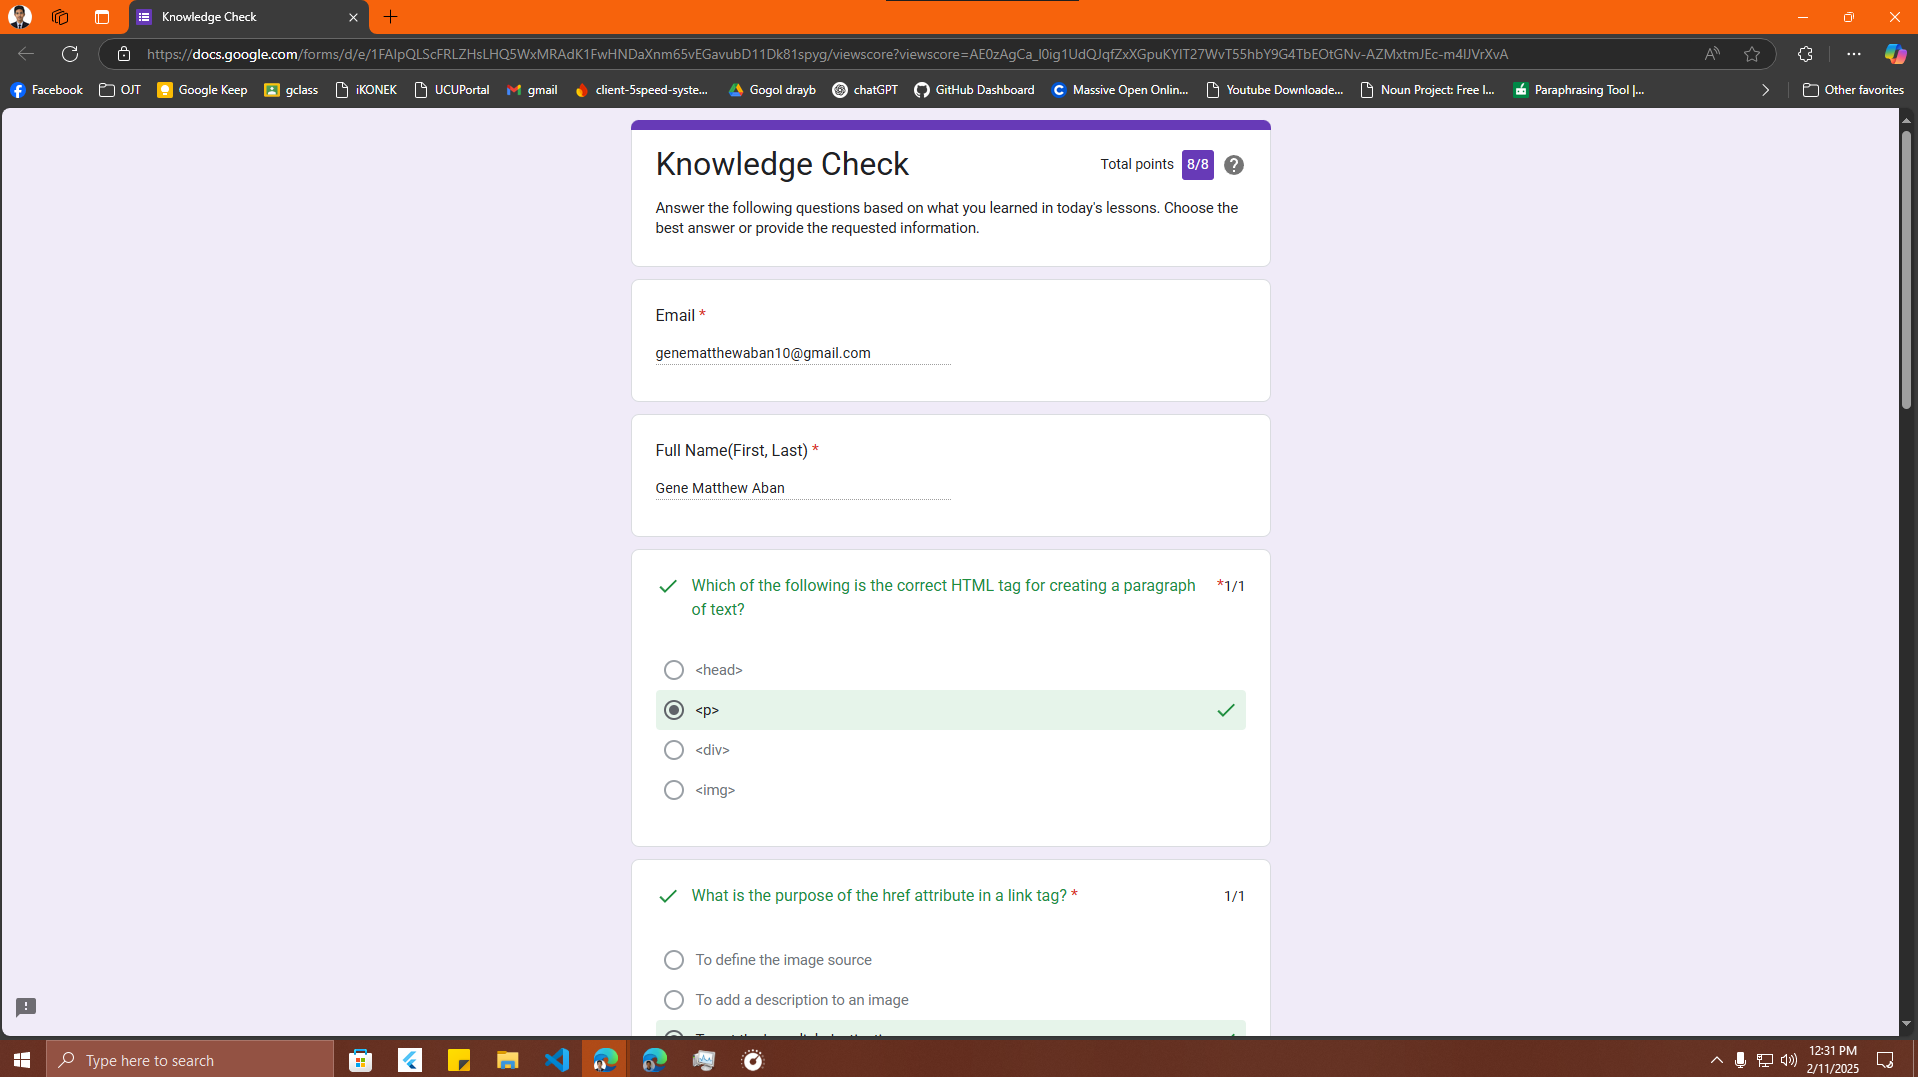 Knowledge Check
https://docs.google.com/forms/d/e/1FAIpQLScFRLZHsLHQ5WxMRAdK1FwHNDaXnm65vEGavubD11Dk81spyg/viewscore?viewscore=AE0zAgCa_l0ig1UdQJqfZxXGpuKYlT27WvT55hbY9G4TbEOtGNv-AZMxtmJEc-m4lJVrXvA
Facebook OJT Google Keep gclass iKONEK UCUPortal gmail client-5speed-syste... Gogol drayb chatGPT GitHub Dashboard Massive Open Onlin... Youtube Downloade... Noun Project: Free I... Paraphrasing Tool |... Other favorites
Knowledge Check
Total points 8/8
Answer the following questions based on what you learned in today's lessons. Choose the
best answer or provide the requested information.
Email *
genematthewaban10@gmail.com
Full Name(First, Last) *
Gene Matthew Aban
Which of the following is the correct HTML tag for creating a paragraph *1/1
of text?
<head>
<p>
<div>
<img>
What is the purpose of the href attribute in a link tag? * 1/1
To define the image source
To add a description to an image
Type here to search
12:31 PM
2/11/2025